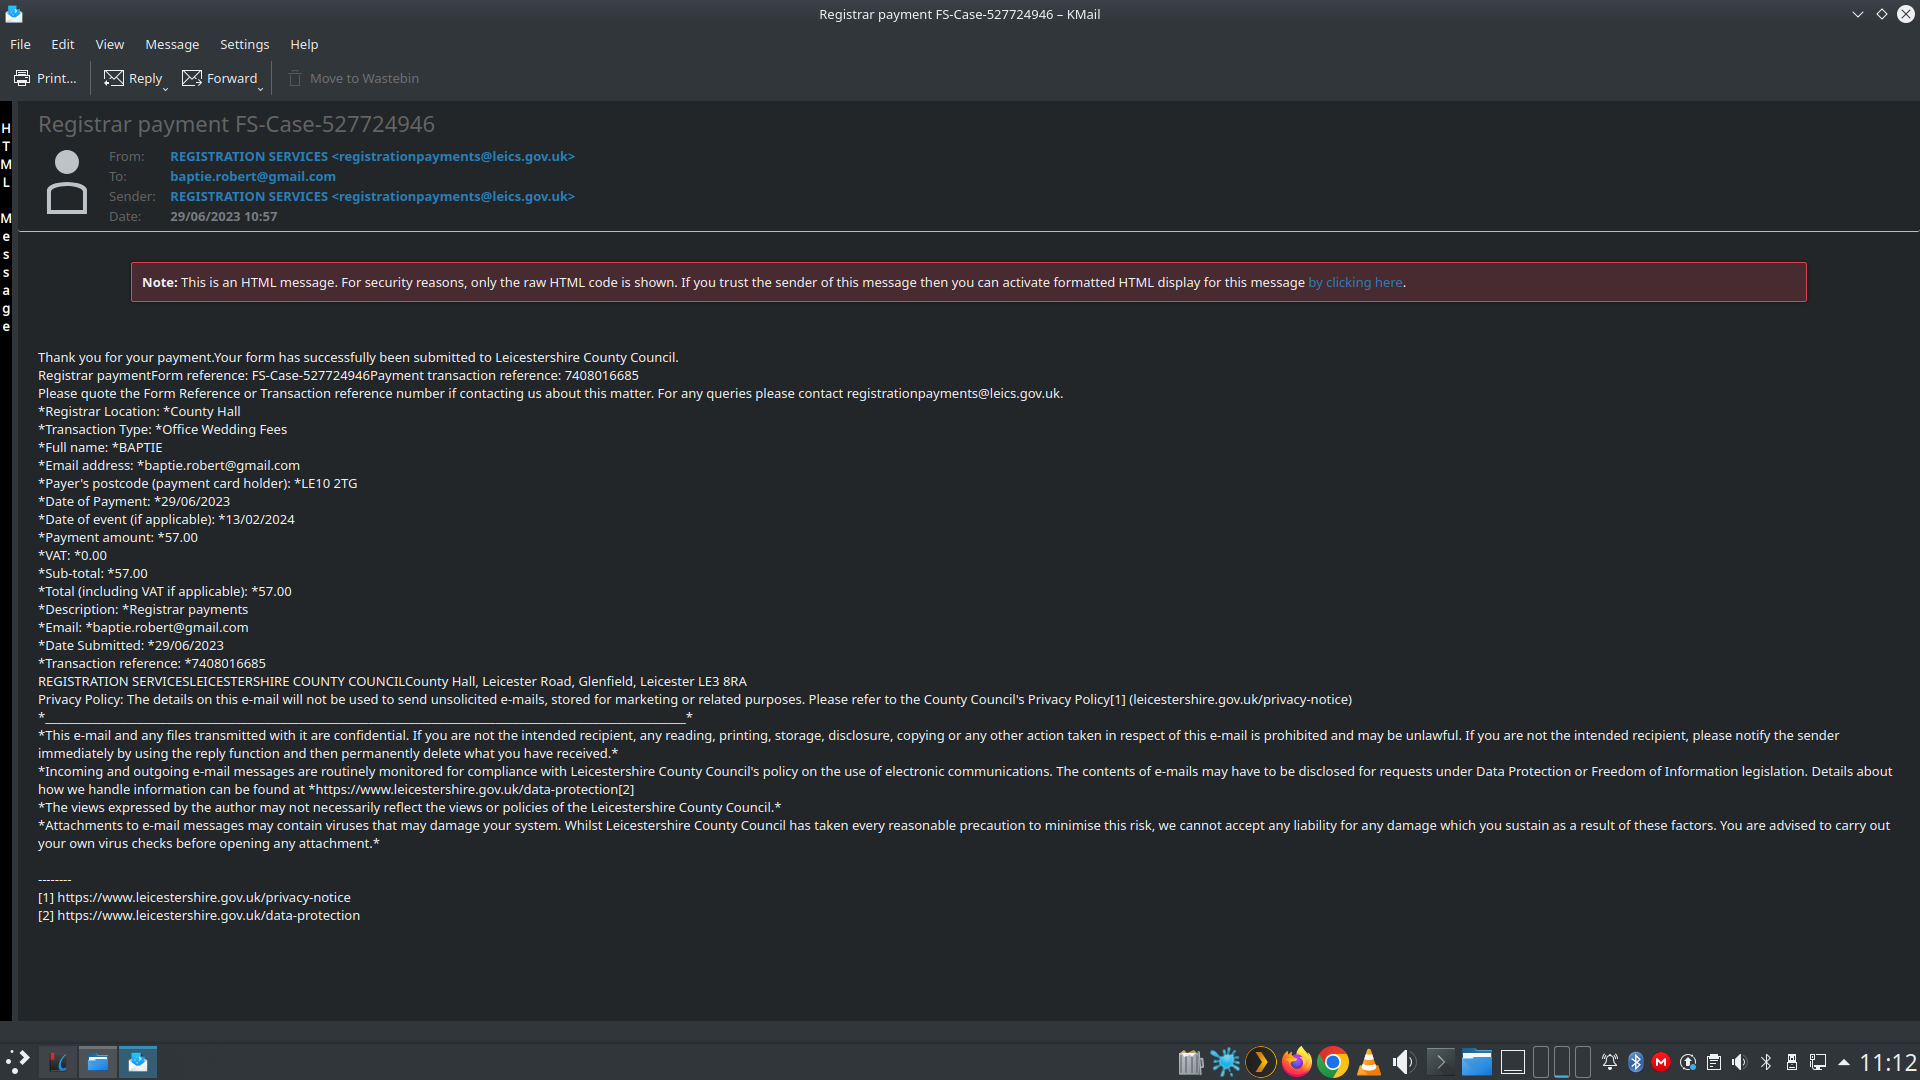 Registrar payment FS-Case-527724946 – KMail
File Edit View Message Settings Help
Print... Reply Forward Move to Wastebin
HTML Message
Registrar payment FS-Case-527724946
From: REGISTRATION SERVICES <registrationpayments@leics.gov.uk>
To: baptie.robert@gmail.com
Sender: REGISTRATION SERVICES <registrationpayments@leics.gov.uk>
Date: 29/06/2023 10:57
Note: This is an HTML message. For security reasons, only the raw HTML code is shown. If you trust the sender of this message then you can activate formatted HTML display for this message by clicking here.
Thank you for your payment.Your form has successfully been submitted to Leicestershire County Council.
Registrar paymentForm reference: FS-Case-527724946Payment transaction reference: 7408016685
Please quote the Form Reference or Transaction reference number if contacting us about this matter. For any queries please contact registrationpayments@leics.gov.uk.
*Registrar Location: *County Hall
*Transaction Type: *Office Wedding Fees
*Full name: *BAPTIE
*Email address: *baptie.robert@gmail.com
*Payer's postcode (payment card holder): *LE10 2TG
*Date of Payment: *29/06/2023
*Date of event (if applicable): *13/02/2024
*Payment amount: *57.00
*VAT: *0.00
*Sub-total: *57.00
*Total (including VAT if applicable): *57.00
*Description: *Registrar payments
*Email: *baptie.robert@gmail.com
*Date Submitted: *29/06/2023
*Transaction reference: *7408016685
REGISTRATION SERVICESLEICESTERSHIRE COUNTY COUNCILCounty Hall, Leicester Road, Glenfield, Leicester LE3 8RA
Privacy Policy: The details on this e-mail will not be used to send unsolicited e-mails, stored for marketing or related purposes. Please refer to the County Council's Privacy Policy[1] (leicestershire.gov.uk/privacy-notice)
*____________________________________________________________________________________________*
*This e-mail and any files transmitted with it are confidential. If you are not the intended recipient, any reading, printing, storage, disclosure, copying or any other action taken in respect of this e-mail is prohibited and may be unlawful. If you are not the intended recipient, please notify the sender
immediately by using the reply function and then permanently delete what you have received.*
*Incoming and outgoing e-mail messages are routinely monitored for compliance with Leicestershire County Council's policy on the use of electronic communications. The contents of e-mails may have to be disclosed for requests under Data Protection or Freedom of Information legislation. Details about
how we handle information can be found at *https://www.leicestershire.gov.uk/data-protection[2]
*The views expressed by the author may not necessarily reflect the views or policies of the Leicestershire County Council.*
*Attachments to e-mail messages may contain viruses that may damage your system. Whilst Leicestershire County Council has taken every reasonable precaution to minimise this risk, we cannot accept any liability for any damage which you sustain as a result of these factors. You are advised to carry out
your own virus checks before opening any attachment.*
--------
[1] https://www.leicestershire.gov.uk/privacy-notice
[2] https://www.leicestershire.gov.uk/data-protection
11:12